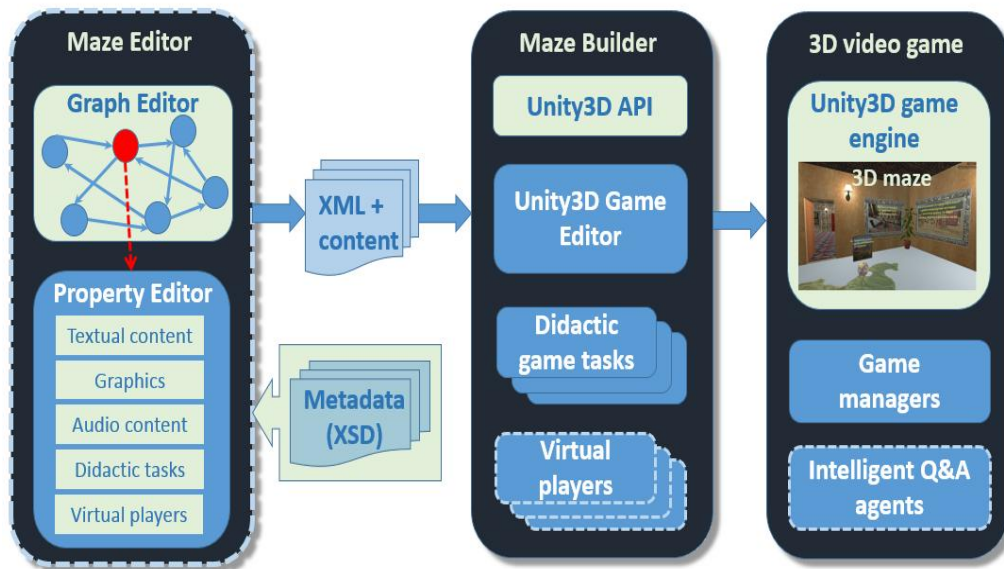 Maze Editor
Graph Editor
Property Editor
Textual content
Graphics
Audio content
Didactic tasks
Virtual players
XML +
content
Metadata
(XSD)
Maze Builder
Unity3D API
Unity3D Game
Editor
Didactic
game tasks
Virtual
players
3D video game
Unity3D game
engine
3D maze
Game
managers
Intelligent Q&A
agents